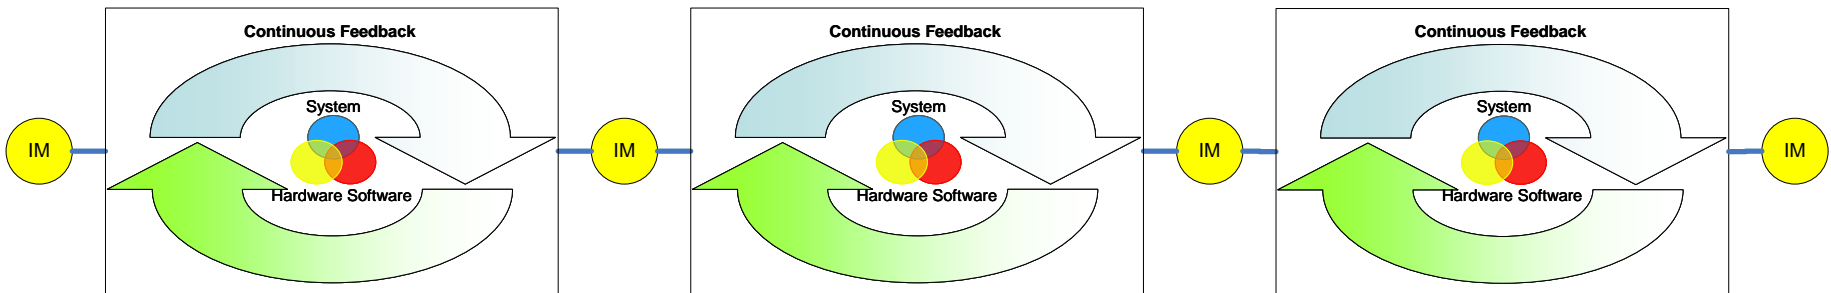 Continuous Feedback
Continuous Feedback
Continuous Feedback
System
System
System
IM
IM
IM
IM
Hardware Software
Hardware Software
Hardware Software